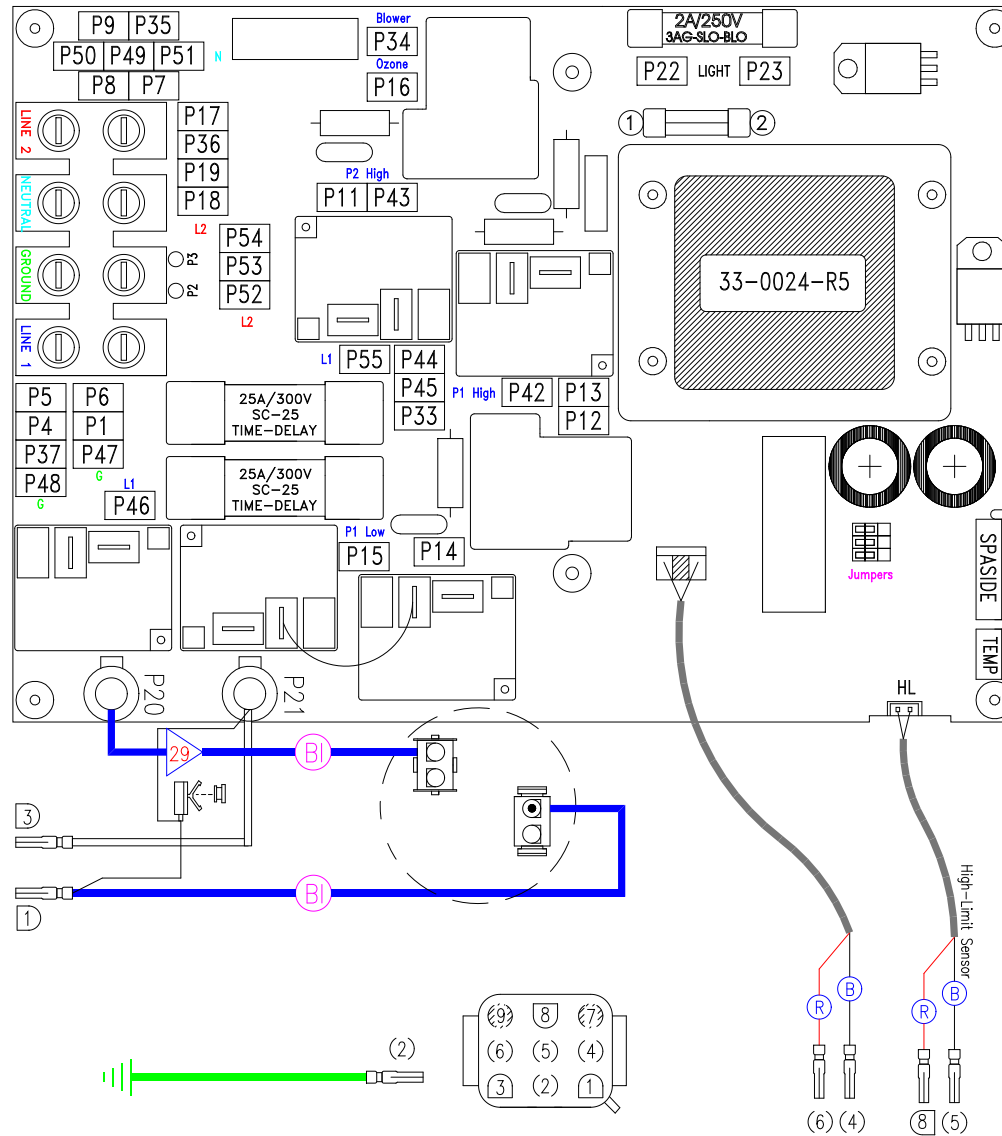 P9 P35
P50 P49 P51
P8 P7
N
Blower
P34
Ozone
P16
2A/250V
3AG-SLO-BLO
P22 LIGHT P23
1 2
LINE 2
NEUTRAL
GROUND
LINE 1
P17
P36
P19
P18
L2
P3
P2
P54
P53
P52
L2
P2 High
P11 P43
33-0024-R5
L1 P55
P44
P45
P33
P1 High P42
P13
P12
P5 P6
P4 P1
P37 P47
P48 G
G
L1
P46
25A/300V
SC-25
TIME-DELAY
25A/300V
SC-25
TIME-DELAY
P1 Low
P15
P14
Jumpers
SPASIDE
TEMP
HL
P20
P21
29
Bl
3
1
Bl
High-Limit Sensor
R B
R B
(6) (4)
8 (5)
(2)
9 8 7
(6) (5) (4)
3 (2) 1